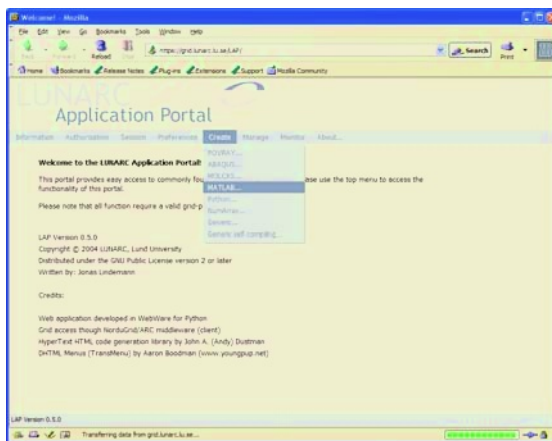 Welcome! - Mozilla
File Edit View Go Bookmarks Tools Window Help
Back Forward Reload Stop https://grid.lunarc.lu.se/LAP/ Search Print
Home Bookmarks Release Notes Plug-ins Extensions Support Mozilla Community
LUNARC
Application Portal
Information Authorisation Session Preferences Create Manage Monitor About...
POVRAY...
ABAQUS...
MOLCAS...
MATLAB...
Python...
Generic...
Generic self compiling...
Welcome to the LUNARC Application Portal!
This portal provides easy access to commonly fou ase use the top menu to access the
functionality of this portal.
Please note that all function require a valid grid-p
LAP Version 0.5.0
Copyright © 2004 LUNARC, Lund University
Distributed under the GNU Public License version 2 or later
Written by: Jonas Lindemann
Credits:
Web application developed in WebWare for Python
Grid access though NorduGrid/ARC middleware (client)
HyperText HTML code generation library by John A. (Andy) Dustman
DHTML Menus (TransMenu) by Aaron Boodman (www.youngpup.net)
LAP Version 0.5.0
Transferring data from grid.lunarc.lu.se...